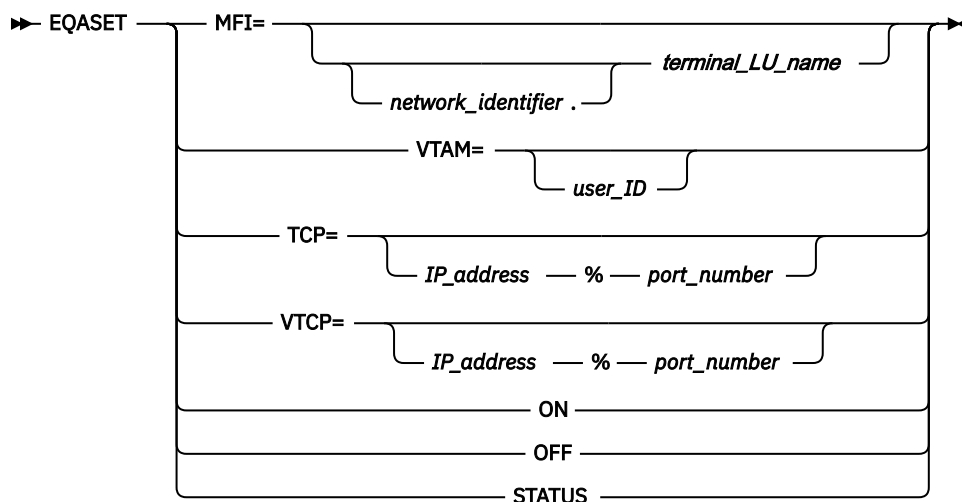 EQASET MFI=
terminal_LU_name
network_identifier .
VTAM=
user_ID
TCP=
IP_address % port_number
VTCP=
IP_address % port_number
ON
OFF
STATUS